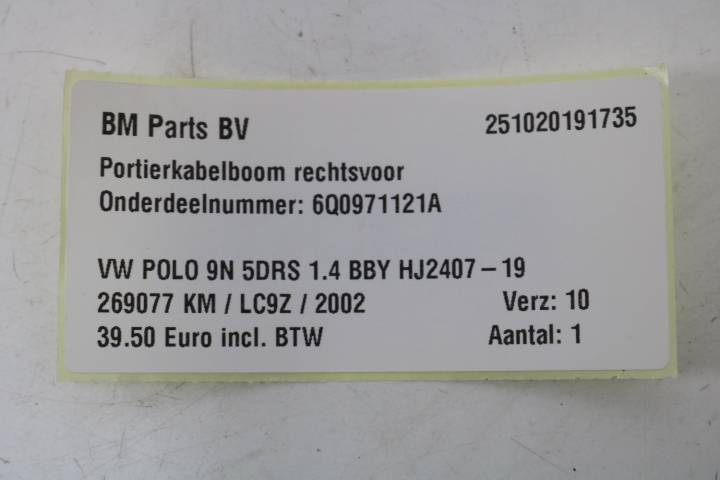 BM Parts BV 251020191735
Portierkabelboom rechtsvoor
Onderdeelnummer: 6Q0971121A
VW POLO 9N 5DRS 1.4 BBY HJ2407-19
269077 KM / LC9Z / 2002 Verz: 10
39.50 Euro incl. BTW Aantal: 1